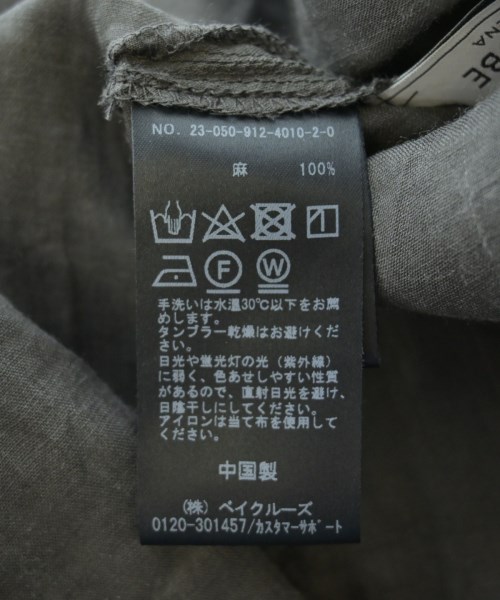 BE
NA
NO. 23-050-912-4010-2-0
麻 100%
F W
手洗いは水温30℃以下をお薦
めします。
タンブラー乾燥はお避けくだ
さい。
日光や蛍光灯の光（紫外線）
に弱く、色あせしやすい性質
があるので、直射日光を避け、
日陰干しにしてください。
アイロンは当て布を使用して
ください。
中国製
（株）ベイクルーズ
0120-301457/カスタマーサポート